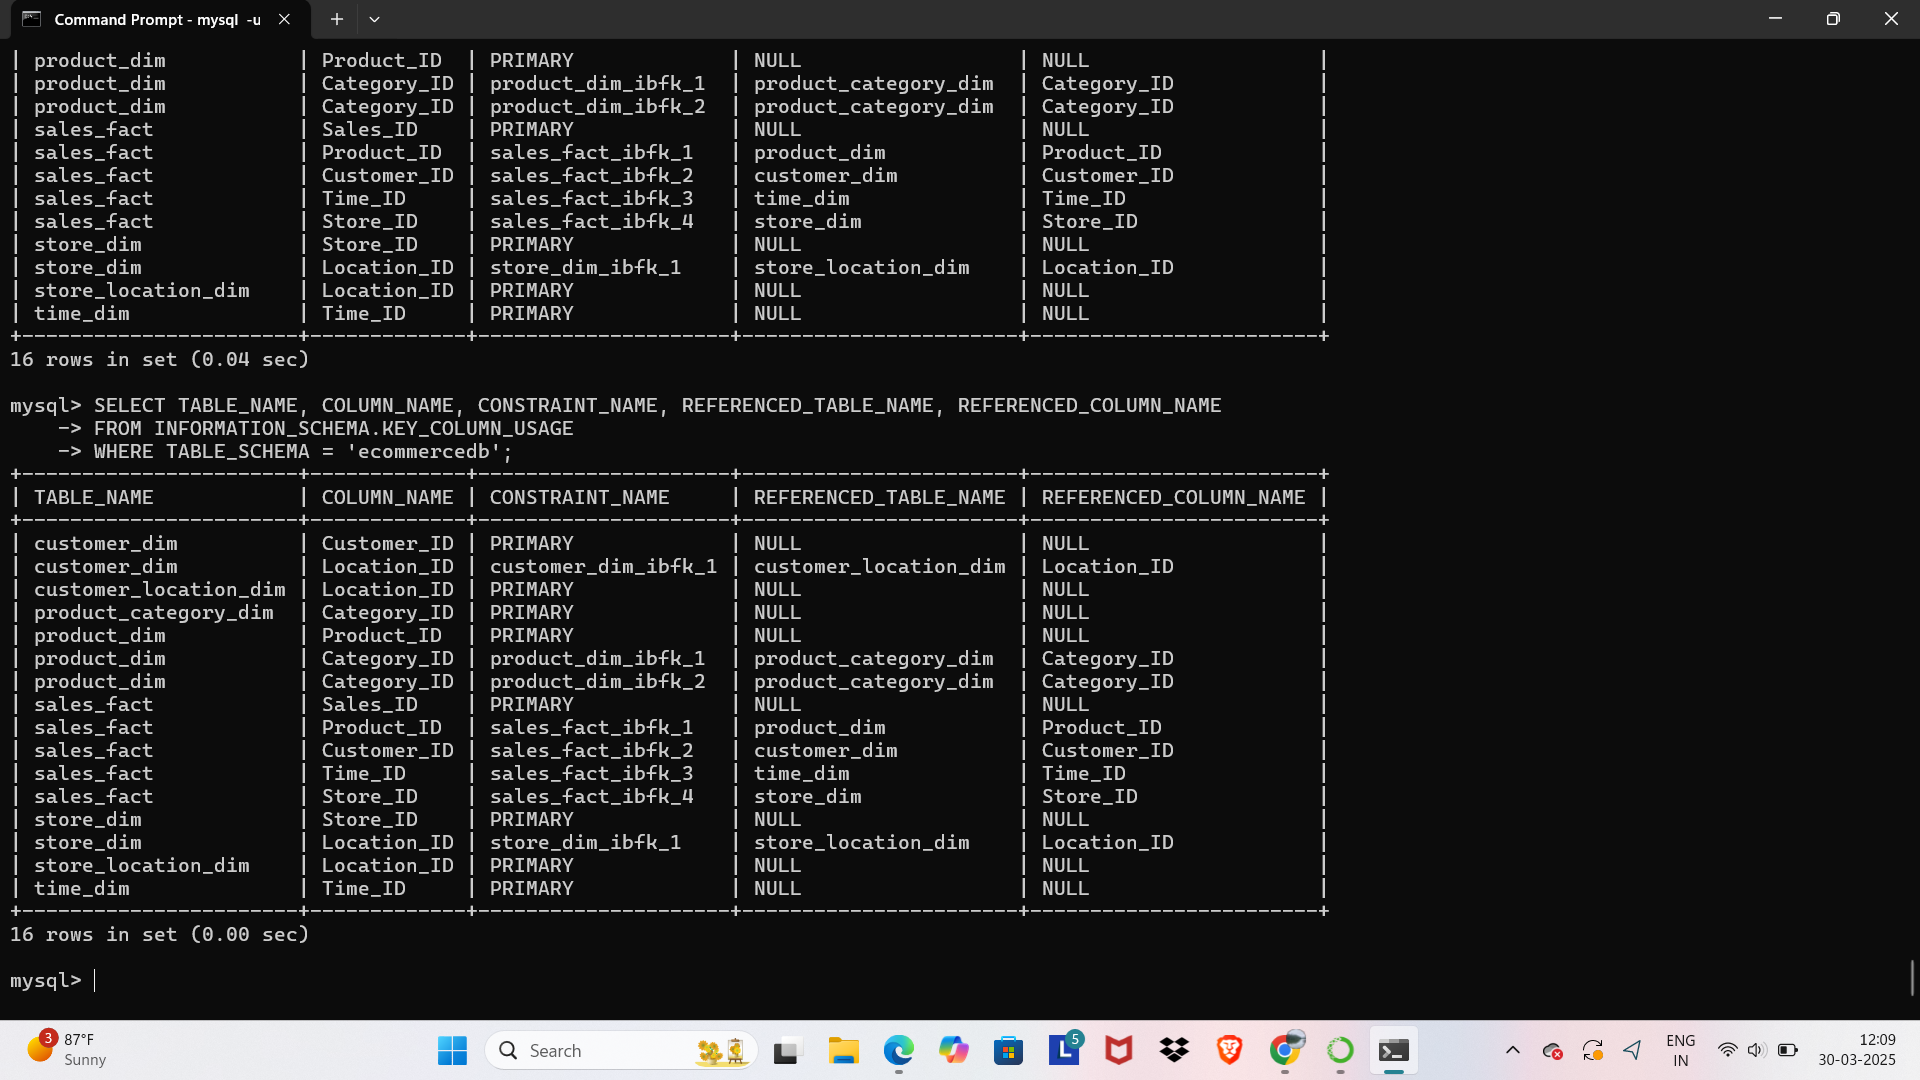 Command Prompt - mysql -u
| product_dim | Product_ID | PRIMARY | NULL | NULL |
| product_dim | Category_ID | product_dim_ibfk_1 | product_category_dim | Category_ID |
| product_dim | Category_ID | product_dim_ibfk_2 | product_category_dim | Category_ID |
| sales_fact | Sales_ID | PRIMARY | NULL | NULL |
| sales_fact | Product_ID | sales_fact_ibfk_1 | product_dim | Product_ID |
| sales_fact | Customer_ID | sales_fact_ibfk_2 | customer_dim | Customer_ID |
| sales_fact | Time_ID | sales_fact_ibfk_3 | time_dim | Time_ID |
| sales_fact | Store_ID | sales_fact_ibfk_4 | store_dim | Store_ID |
| store_dim | Store_ID | PRIMARY | NULL | NULL |
| store_dim | Location_ID | store_dim_ibfk_1 | store_location_dim | Location_ID |
| store_location_dim | Location_ID | PRIMARY | NULL | NULL |
| time_dim | Time_ID | PRIMARY | NULL | NULL |
16 rows in set (0.04 sec)
mysql> SELECT TABLE_NAME, COLUMN_NAME, CONSTRAINT_NAME, REFERENCED_TABLE_NAME, REFERENCED_COLUMN_NAME
-> FROM INFORMATION_SCHEMA.KEY_COLUMN_USAGE
-> WHERE TABLE_SCHEMA = 'ecommercedb';
| TABLE_NAME | COLUMN_NAME | CONSTRAINT_NAME | REFERENCED_TABLE_NAME | REFERENCED_COLUMN_NAME |
| customer_dim | Customer_ID | PRIMARY | NULL | NULL |
| customer_dim | Location_ID | customer_dim_ibfk_1 | customer_location_dim | Location_ID |
| customer_location_dim | Location_ID | PRIMARY | NULL | NULL |
| product_category_dim | Category_ID | PRIMARY | NULL | NULL |
| product_dim | Product_ID | PRIMARY | NULL | NULL |
| product_dim | Category_ID | product_dim_ibfk_1 | product_category_dim | Category_ID |
| product_dim | Category_ID | product_dim_ibfk_2 | product_category_dim | Category_ID |
| sales_fact | Sales_ID | PRIMARY | NULL | NULL |
| sales_fact | Product_ID | sales_fact_ibfk_1 | product_dim | Product_ID |
| sales_fact | Customer_ID | sales_fact_ibfk_2 | customer_dim | Customer_ID |
| sales_fact | Time_ID | sales_fact_ibfk_3 | time_dim | Time_ID |
| sales_fact | Store_ID | sales_fact_ibfk_4 | store_dim | Store_ID |
| store_dim | Store_ID | PRIMARY | NULL | NULL |
| store_dim | Location_ID | store_dim_ibfk_1 | store_location_dim | Location_ID |
| store_location_dim | Location_ID | PRIMARY | NULL | NULL |
| time_dim | Time_ID | PRIMARY | NULL | NULL |
16 rows in set (0.00 sec)
mysql>
3
87°F
Sunny
Search
L
5
ENG
IN
12:09
30-03-2025